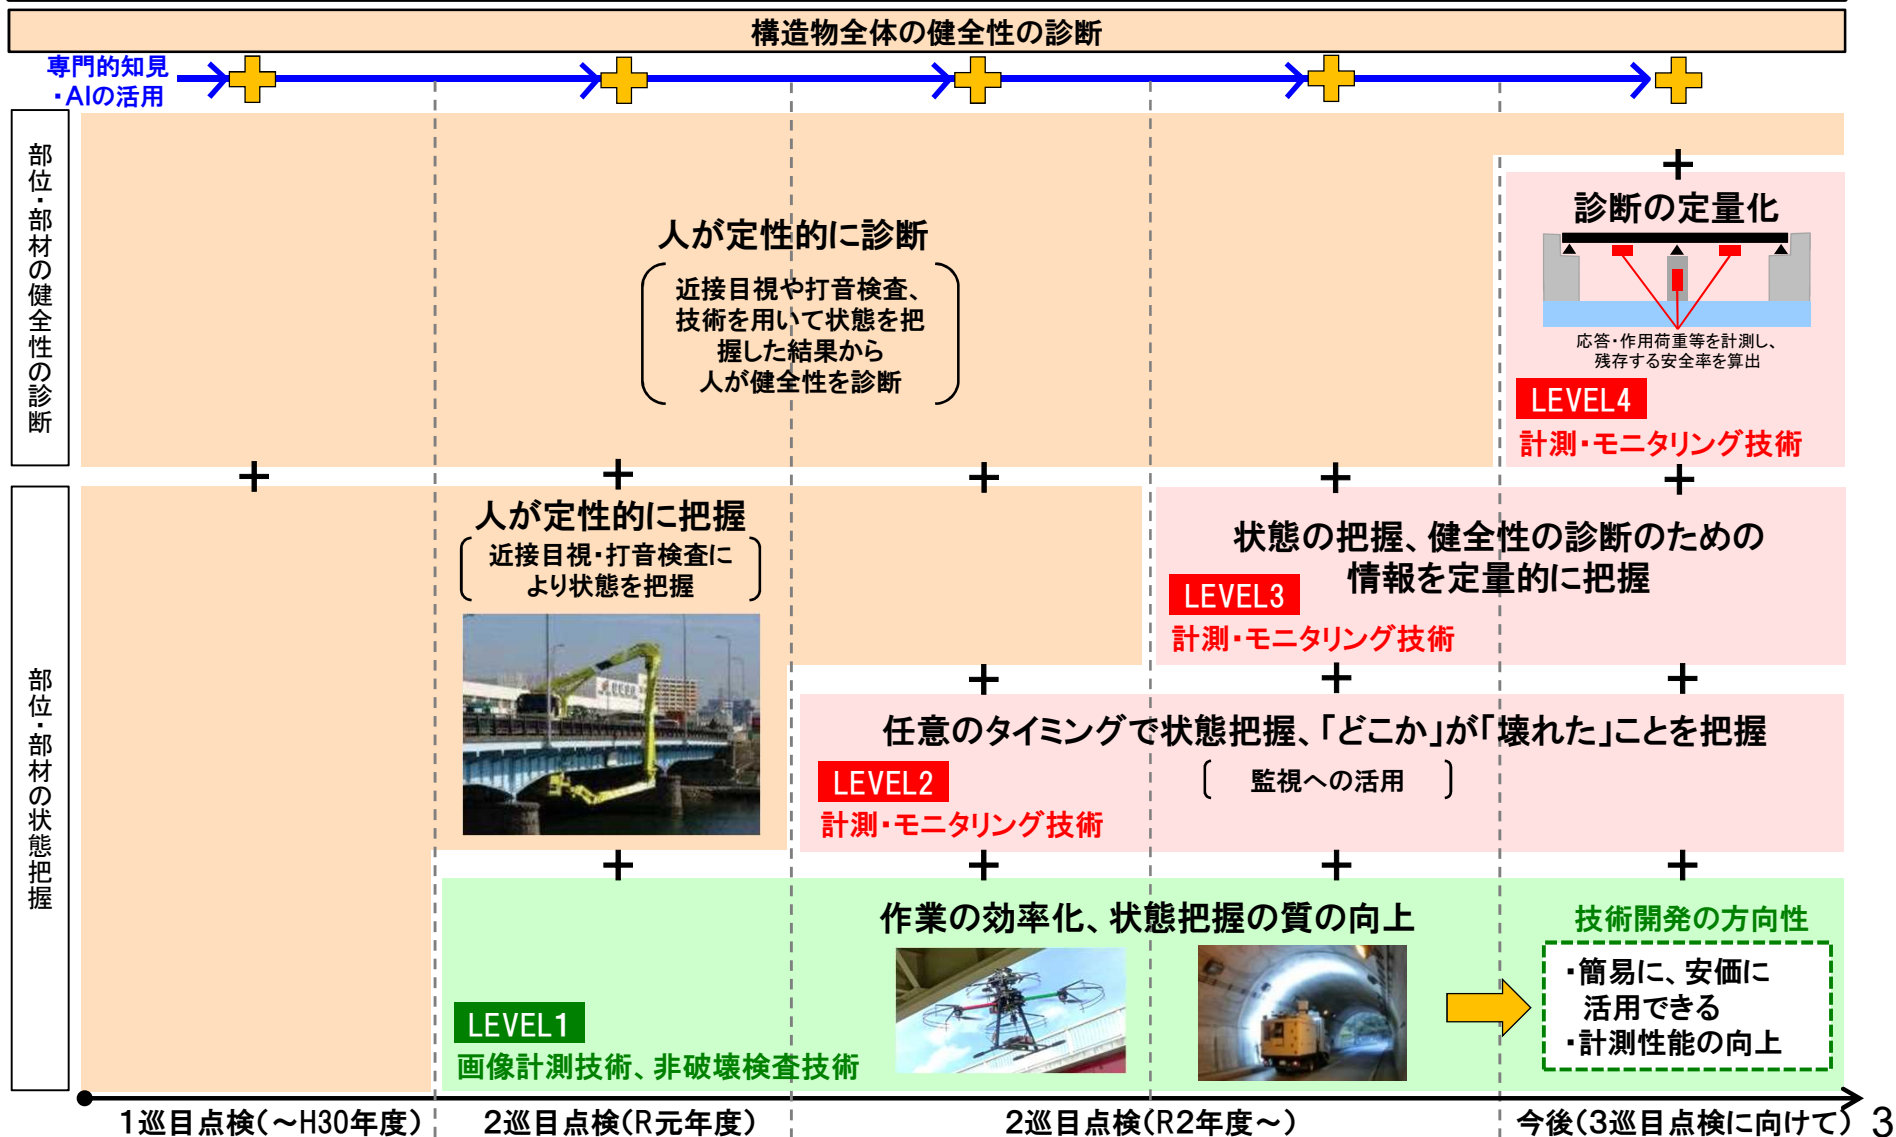 構造物全体の健全性の診断
専門的知見
・AIの活用
部位・部材の健全性の診断
人が定性的に診断
近接目視や打音検査、
技術を用いて状態を把
握した結果から
人が健全性を診断
診断の定量化
応答・作用荷重等を計測し、
残存する安全率を算出
LEVEL4
計測・モニタリング技術
部位・部材の状態把握
人が定性的に把握
近接目視・打音検査に
より状態を把握
状態の把握、健全性の診断のための
情報を定量的に把握
LEVEL3
計測・モニタリング技術
任意のタイミングで状態把握、「どこか」が「壊れた」ことを把握
監視への活用
LEVEL2
計測・モニタリング技術
作業の効率化、状態把握の質の向上
LEVEL1
画像計測技術、非破壊検査技術
技術開発の方向性
・簡易に、安価に
活用できる
・計測性能の向上
1巡目点検(～H30年度)
2巡目点検(R元年度)
2巡目点検(R2年度～)
今後(3巡目点検に向けて)
3